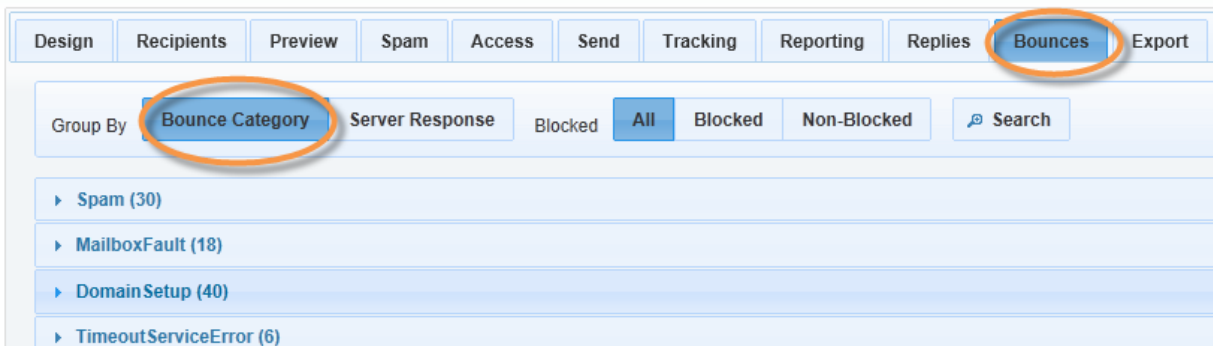 Design Recipients Preview Spam Access Send Tracking Reporting Replies Bounces Export
Group By Bounce Category Server Response Blocked All Blocked Non-Blocked Search
Spam (30)
MailboxFault (18)
DomainSetup (40)
TimeoutServiceError (6)